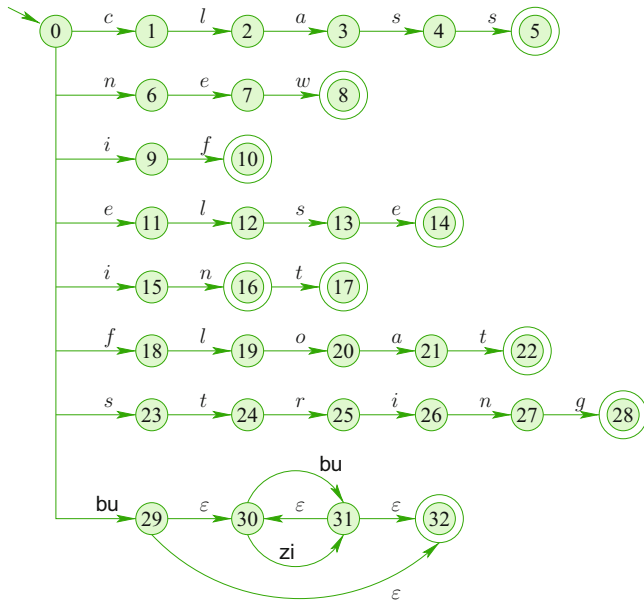 0 c 1 l 2 a 3 s 4 s 5
n 6 e 7 w 8
i 9 f 10
e 11 l 12 s 13 e 14
i 15 n 16 t 17
f 18 l 19 o 20 a 21 t 22
s 23 t 24 r 25 i 26 n 27 g 28
bu
bu 29 ε 30 ε 31 ε 32
zi
ε